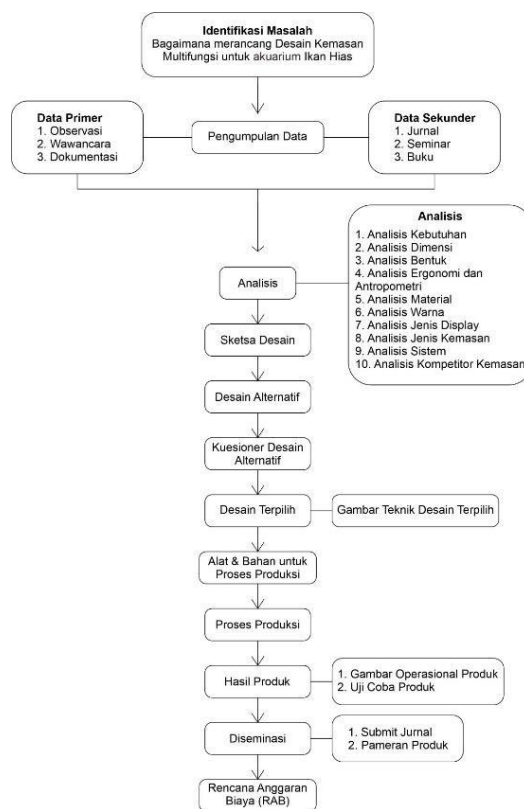 Identifikasi Masalah
Bagaimana merancang Desain Kemasan
Multifungsi untuk akuarium Ikan Hias
Data Primer
1. Observasi
2. Wawancara
3. Dokumentasi
Pengumpulan Data
Data Sekunder
1. Jurnal
2. Seminar
3. Buku
Analisis
1. Analisis Kebutuhan
2. Analisis Dimensi
3. Analisis Bentuk
4. Analisis Ergonomi dan
Antropometri
5. Analisis Material
6. Analisis Warna
7. Analisis Jenis Display
8. Analisis Jenis Kemasan
9. Analisis Sistem
10. Analisis Kompetitor Kemasan
Analisis
Sketsa Desain
Desain Alternatif
Kuesioner Desain
Alternatif
Desain Terpilih
Gambar Teknik Desain Terpilih
Alat & Bahan untuk
Proses Produksi
Proses Produksi
Hasil Produk
1. Gambar Operasional Produk
2. Uji Coba Produk
Diseminasi
1. Submit Jurnal
2. Pameran Produk
Rencana Anggaran
Biaya (RAB)